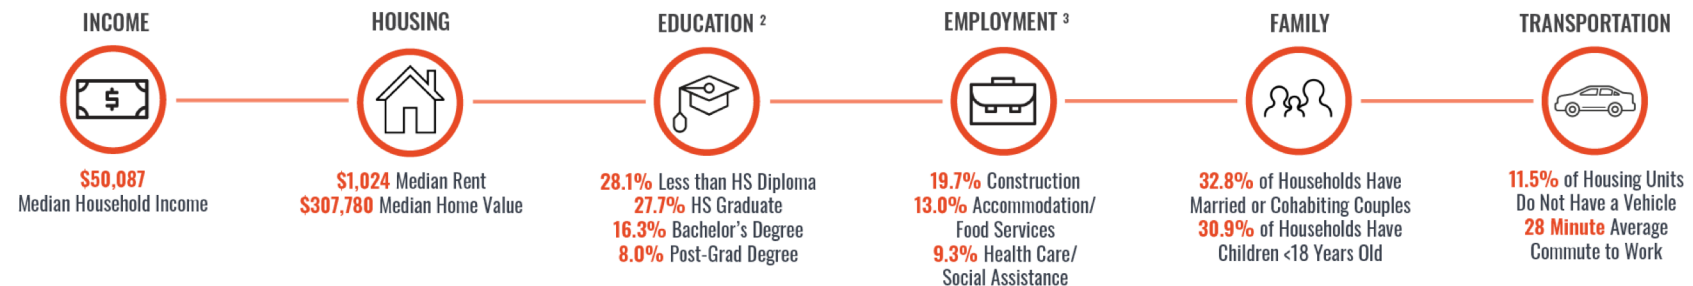 INCOME
$
$50,087
Median Household Income
HOUSING
$1,024 Median Rent
$307,780 Median Home Value
EDUCATION 2
28.1% Less than HS Diploma
27.7% HS Graduate
16.3% Bachelor's Degree
8.0% Post-Grad Degree
EMPLOYMENT 3
19.7% Construction
13.0% Accommodation/
Food Services
9.3% Health Care/
Social Assistance
FAMILY
32.8% of Households Have
Married or Cohabiting Couples
30.9% of Households Have
Children <18 Years Old
TRANSPORTATION
11.5% of Housing Units
Do Not Have a Vehicle
28 Minute Average
Commute to Work